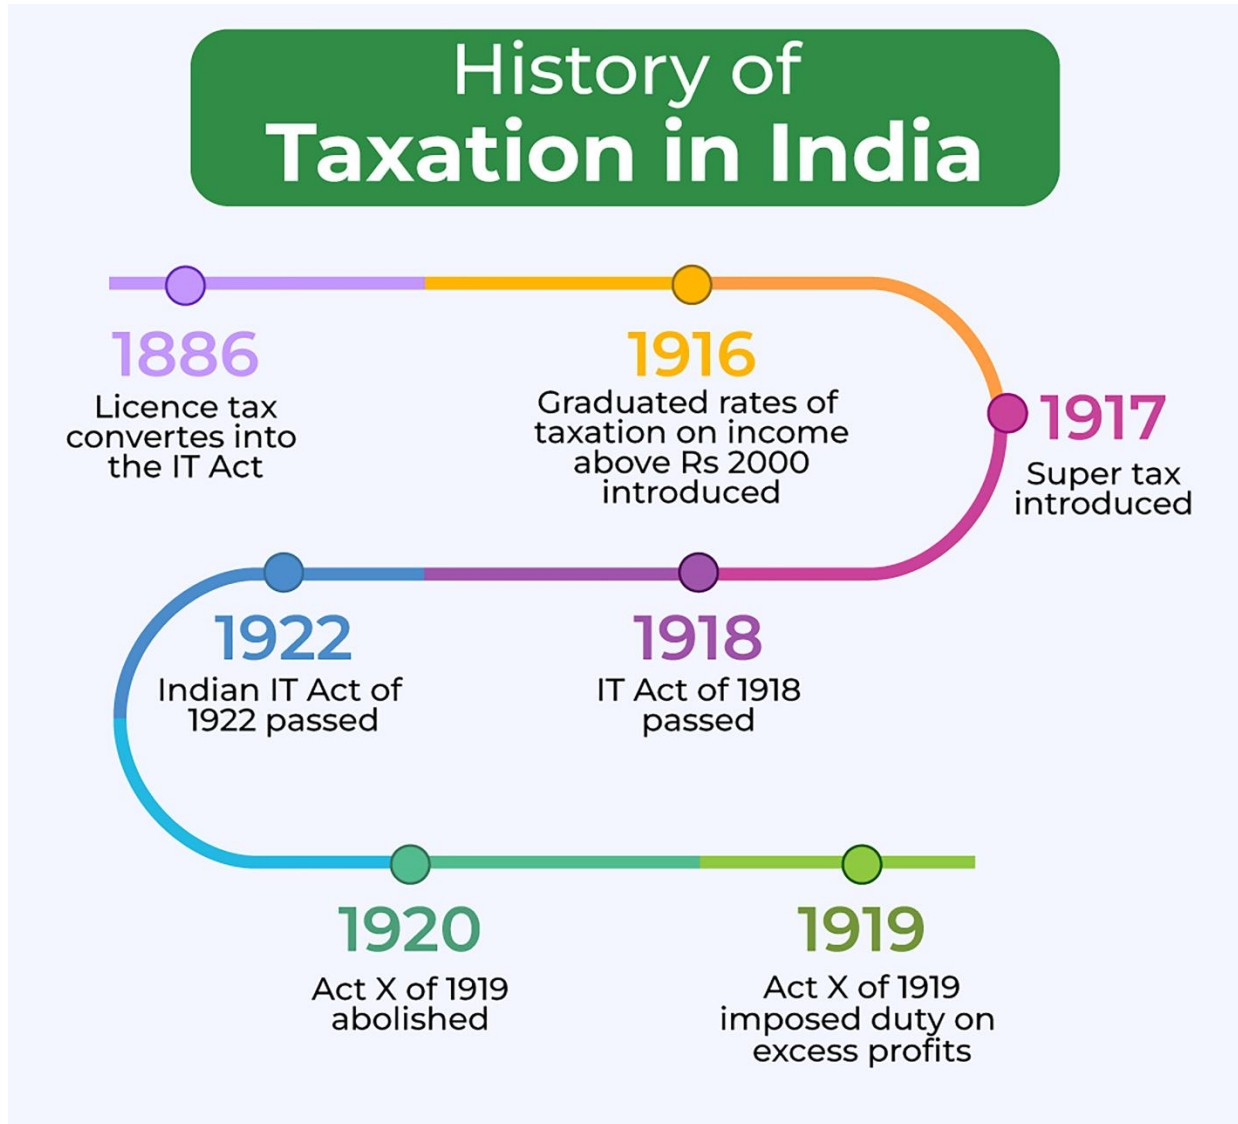 History of
Taxation in India
1886
Licence tax
convertes into
the IT Act
1916
Graduated rates of
taxation on income
above Rs 2000
introduced
1917
Super tax
introduced
1918
IT Act of 1918
passed
1922
Indian IT Act of
1922 passed
1920
Act X of 1919
abolished
1919
Act X of 1919
imposed duty on
excess profits